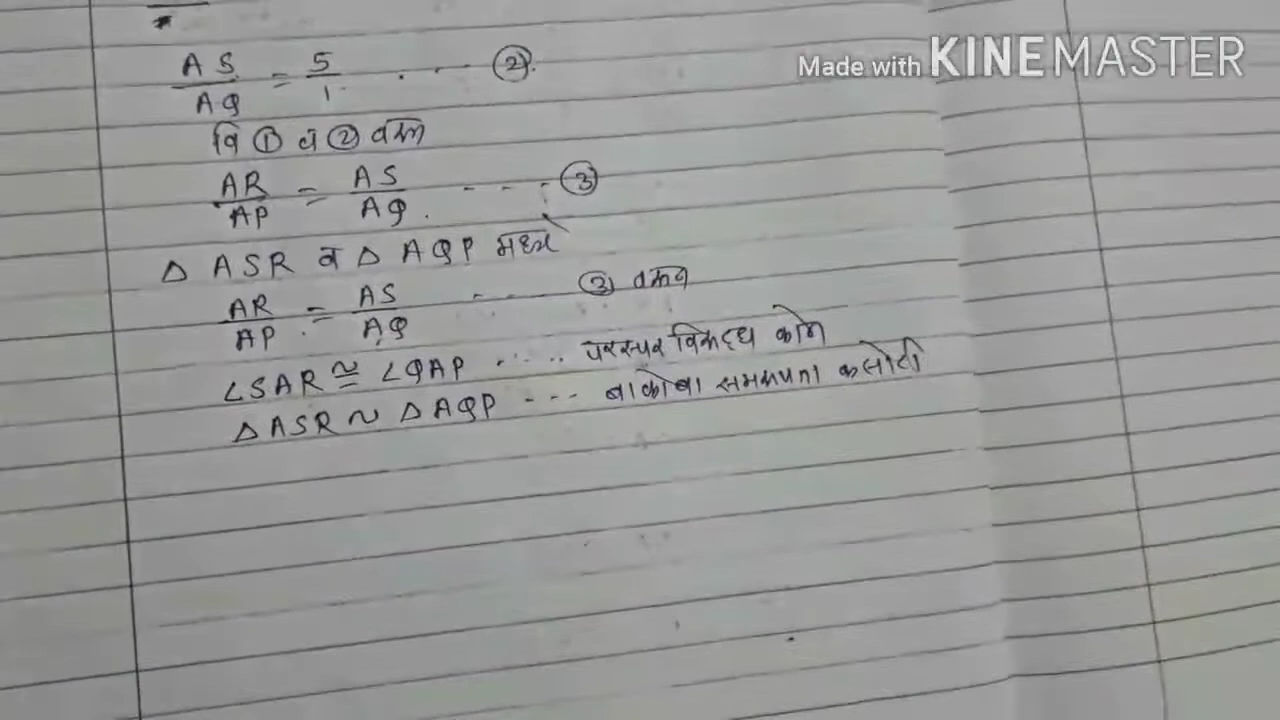 Made with KINEMASTER
AS/AQ = 5/1 . . - ②.
वि ① व ② वरून
AR/AP = AS/AQ. - - - ③
△ ASR व △ AQP मध्ये
AR/AP = AS/AQ - - ③ वरून
∠SAR ≅ ∠QAP ...... परस्पर विरुद्ध कोन
△ASR ~ △AQP --- बाकोबा समरूपता कसोटी